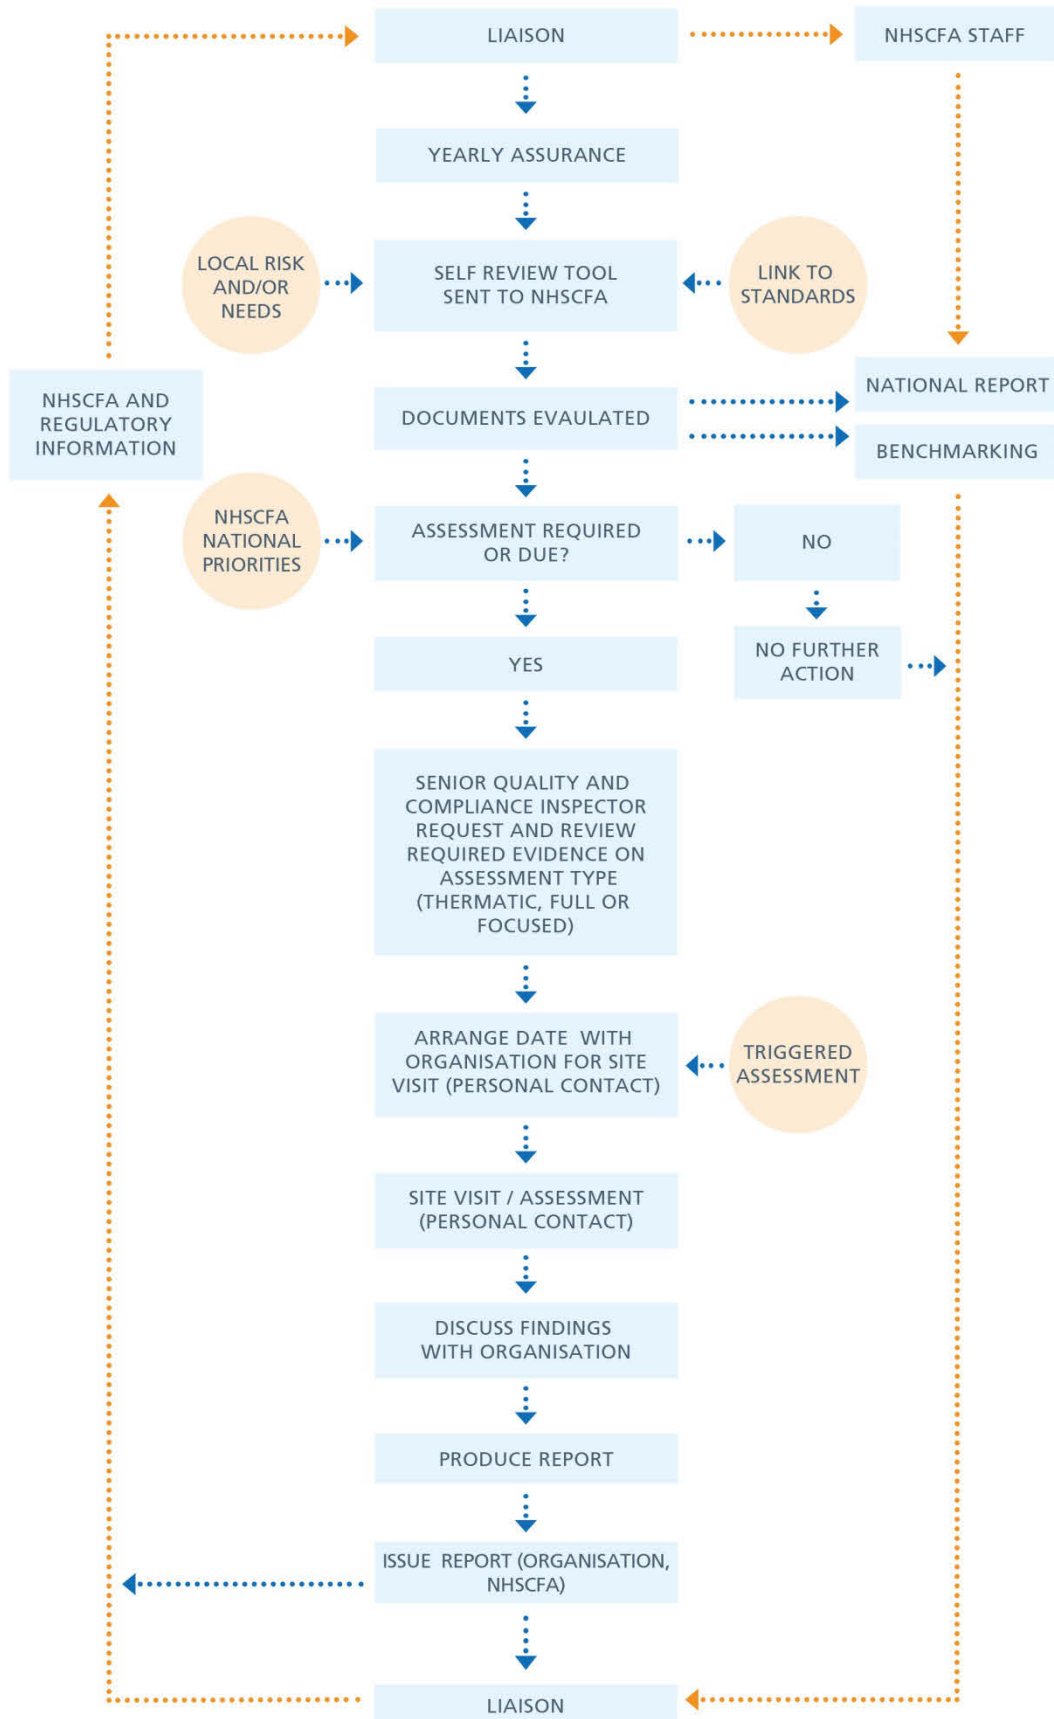 LIAISON
NHSCFA STAFF
YEARLY ASSURANCE
LOCAL RISK
AND/OR
NEEDS
SELF REVIEW TOOL
SENT TO NHSCFA
LINK TO
STANDARDS
NHSCFA AND
REGULATORY
INFORMATION
DOCUMENTS EVAULATED
NATIONAL REPORT
BENCHMARKING
NHSCFA
NATIONAL
PRIORITIES
ASSESSMENT REQUIRED
OR DUE?
NO
YES
NO FURTHER
ACTION
SENIOR QUALITY AND
COMPLIANCE INSPECTOR
REQUEST AND REVIEW
REQUIRED EVIDENCE ON
ASSESSMENT TYPE
(THERMATIC, FULL OR
FOCUSED)
ARRANGE DATE WITH
ORGANISATION FOR SITE
VISIT (PERSONAL CONTACT)
TRIGGERED
ASSESSMENT
SITE VISIT / ASSESSMENT
(PERSONAL CONTACT)
DISCUSS FINDINGS
WITH ORGANISATION
PRODUCE REPORT
ISSUE REPORT (ORGANISATION,
NHSCFA)
LIAISON